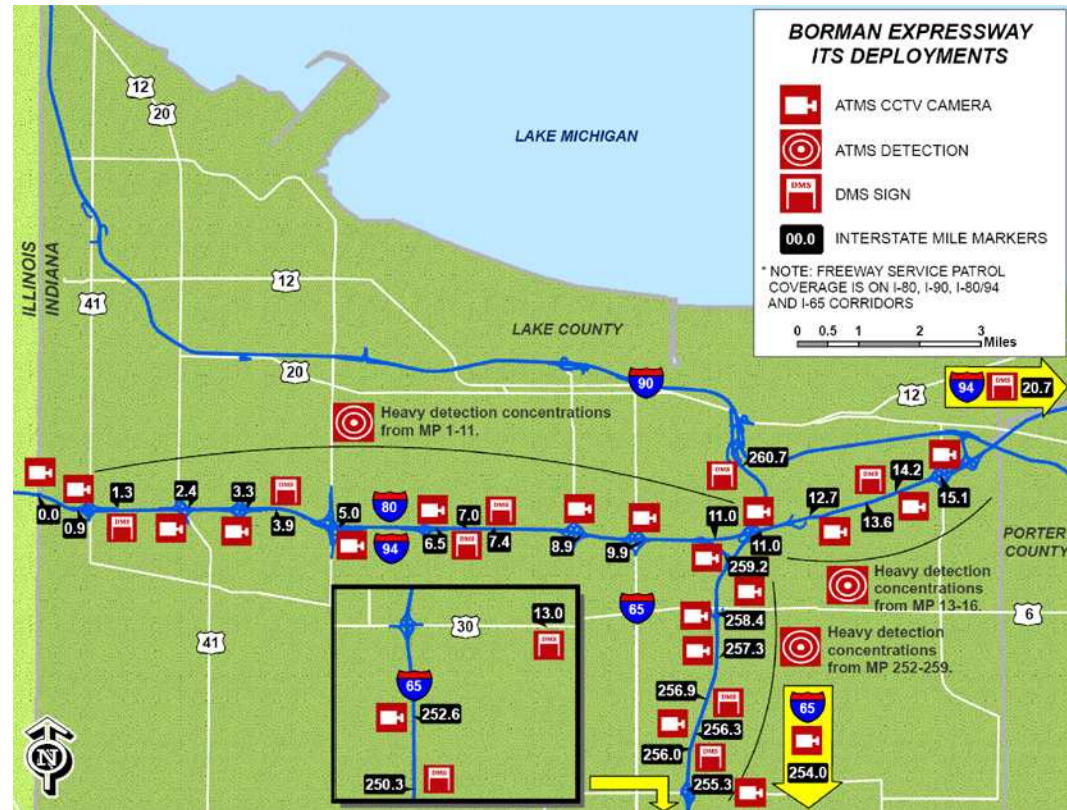 BORMAN EXPRESSWAY
ITS DEPLOYMENTS
ATMS CCTV CAMERA
ATMS DETECTION
DMS
DMS SIGN
00.0
INTERSTATE MILE MARKERS
* NOTE: FREEWAY SERVICE PATROL
COVERAGE IS ON I-80, I-90, I-80/94
AND I-65 CORRIDORS
0 0.5 1 2 3
Miles
12
20
LAKE MICHIGAN
ILLINOIS
INDIANA
41
12
LAKE COUNTY
20
90
12
94
DMS
20.7
Heavy detection concentrations
from MP 1-11.
260.7
DMS
0.0
0.9
1.3
DMS
2.4
3.3
3.9
DMS
5.0
80
94
6.5
7.0
DMS
7.4
DMS
8.9
9.9
11.0
11.0
12.7
13.6
DMS
14.2
15.1
PORTER
COUNTY
259.2
Heavy detection
concentrations
from MP 13-16.
6
65
258.4
257.3
Heavy detection
concentrations
from MP 252-259.
256.9
DMS
256.3
256.0
DMS
255.3
65
254.0
41
30
13.0
DMS
65
252.6
250.3
DMS
N